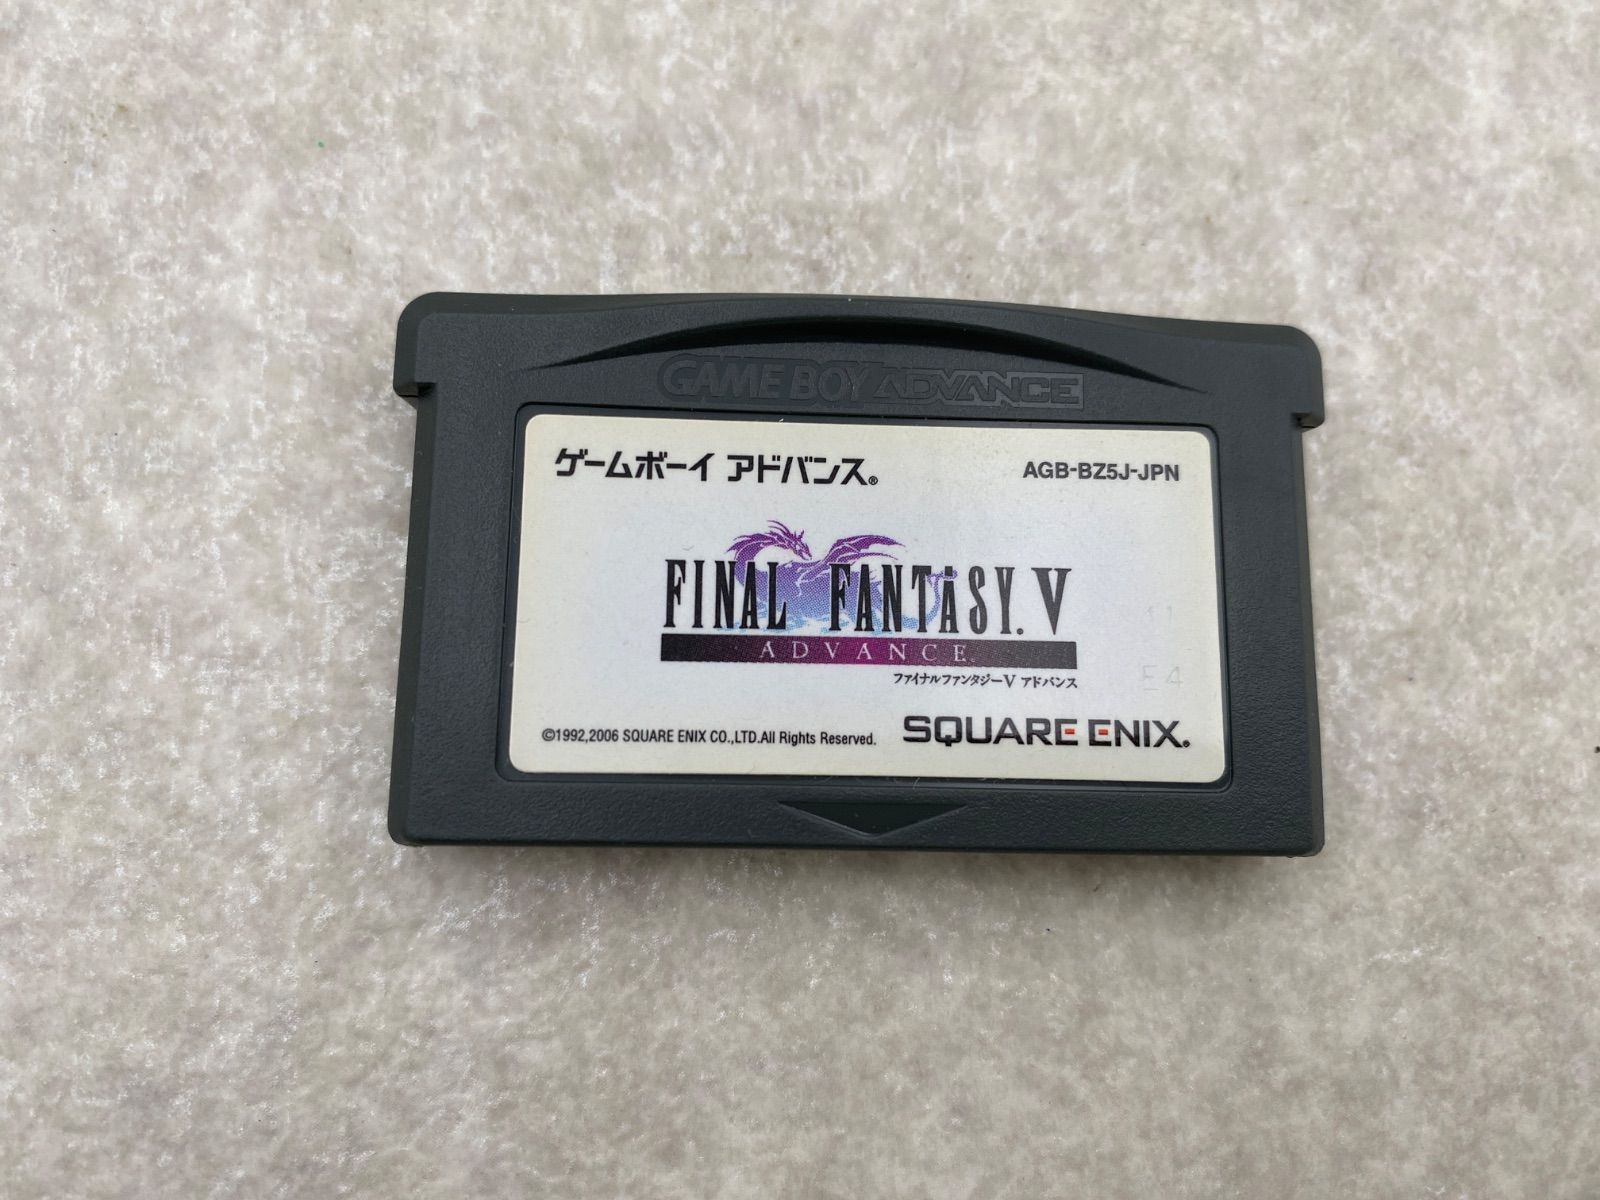 GAME BOY ADVANCE
ゲームボーイ アドバンス®
AGB-BZ5J-JPN
FINAL FANTASY. V
ADVANCE
ファイナルファンタジーV アドバンス
E4
©1992,2006 SQUARE ENIX CO.,LTD.All Rights Reserved.
SQUARE ENIX.